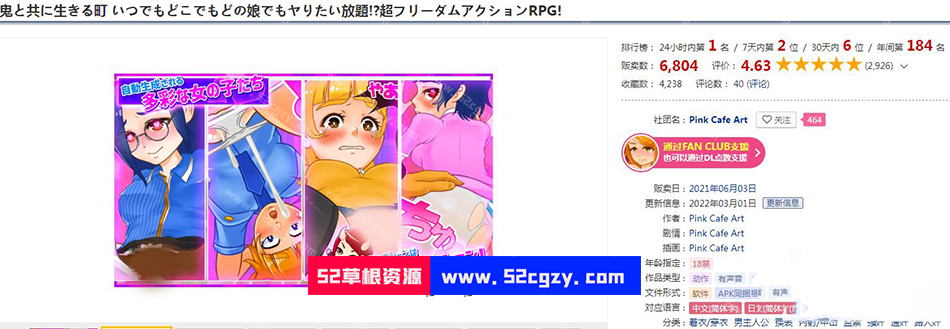 鬼と共に生きる町 いつでもどこでもどの娘でもヤりたい放題!?超フリーダムアクションRPG!
自動生成される
多彩な女の子たち
やま
ちゃ
52草根资源 www.52cgzy.com
排行榜： 24小时内第 1 名 / 7天内第 2 位 / 30天内 6 位 / 年间第 184 名
贩卖数： 6,804 评价： 4.63 ★★★★★ (2,926)
收藏数： 4,238 评论数： 40 (评论)
社团名： Pink Cafe Art 关注 464
通过FAN CLUB支援
也可以通过DL点数支援
贩卖日： 2021年06月03日
更新信息： 2022年03月01日 更新信息
作者： Pink Cafe Art
剧情： Pink Cafe Art
插画： Pink Cafe Art
年龄指定： 18禁
作品类型： 动作 有声音
文件形式： 软件 APK同捆 有声
对应语言： 中文(简体字) 日文
分类： 着衣/穿衣 男主人公